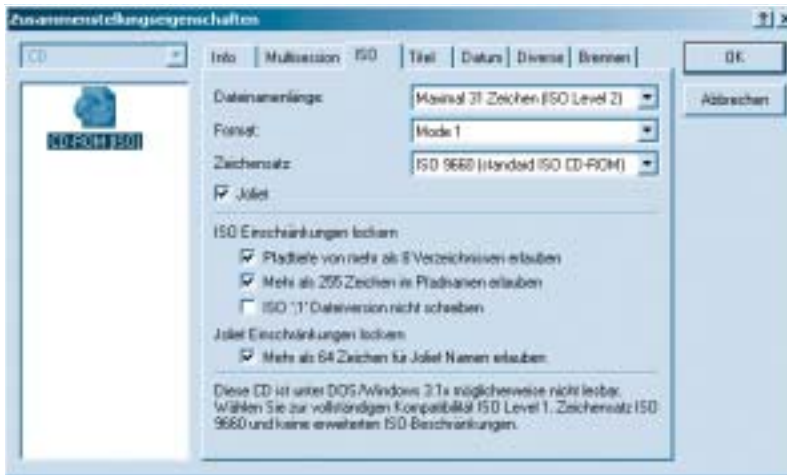 Zusammenstellungseigenschaften
CD
CD-ROM (ISO)
Info Multisession ISO Titel Datum Diverse Brennen
OK
Abbrechen
Dateinamenlänge: Maximal 31 Zeichen (ISO Level 2)
Format: Mode 1
Zeichensatz: ISO 9660 (standard ISO CD-ROM)
Joliet
ISO Einschränkungen lockern
Pfadtiefe von mehr als 8 Verzeichnissen erlauben
Mehr als 255 Zeichen im Pfadnamen erlauben
ISO ";1" Dateiversion nicht schreiben
Joliet Einschränkungen lockern
Mehr als 64 Zeichen für Joliet Namen erlauben
Diese CD ist unter DOS/Windows 3.1x möglicherweise nicht lesbar.
Wählen Sie zur vollständigen Kompatibilität ISO Level 1, Zeichensatz ISO
9660 und keine erweiterten ISO-Beschränkungen.